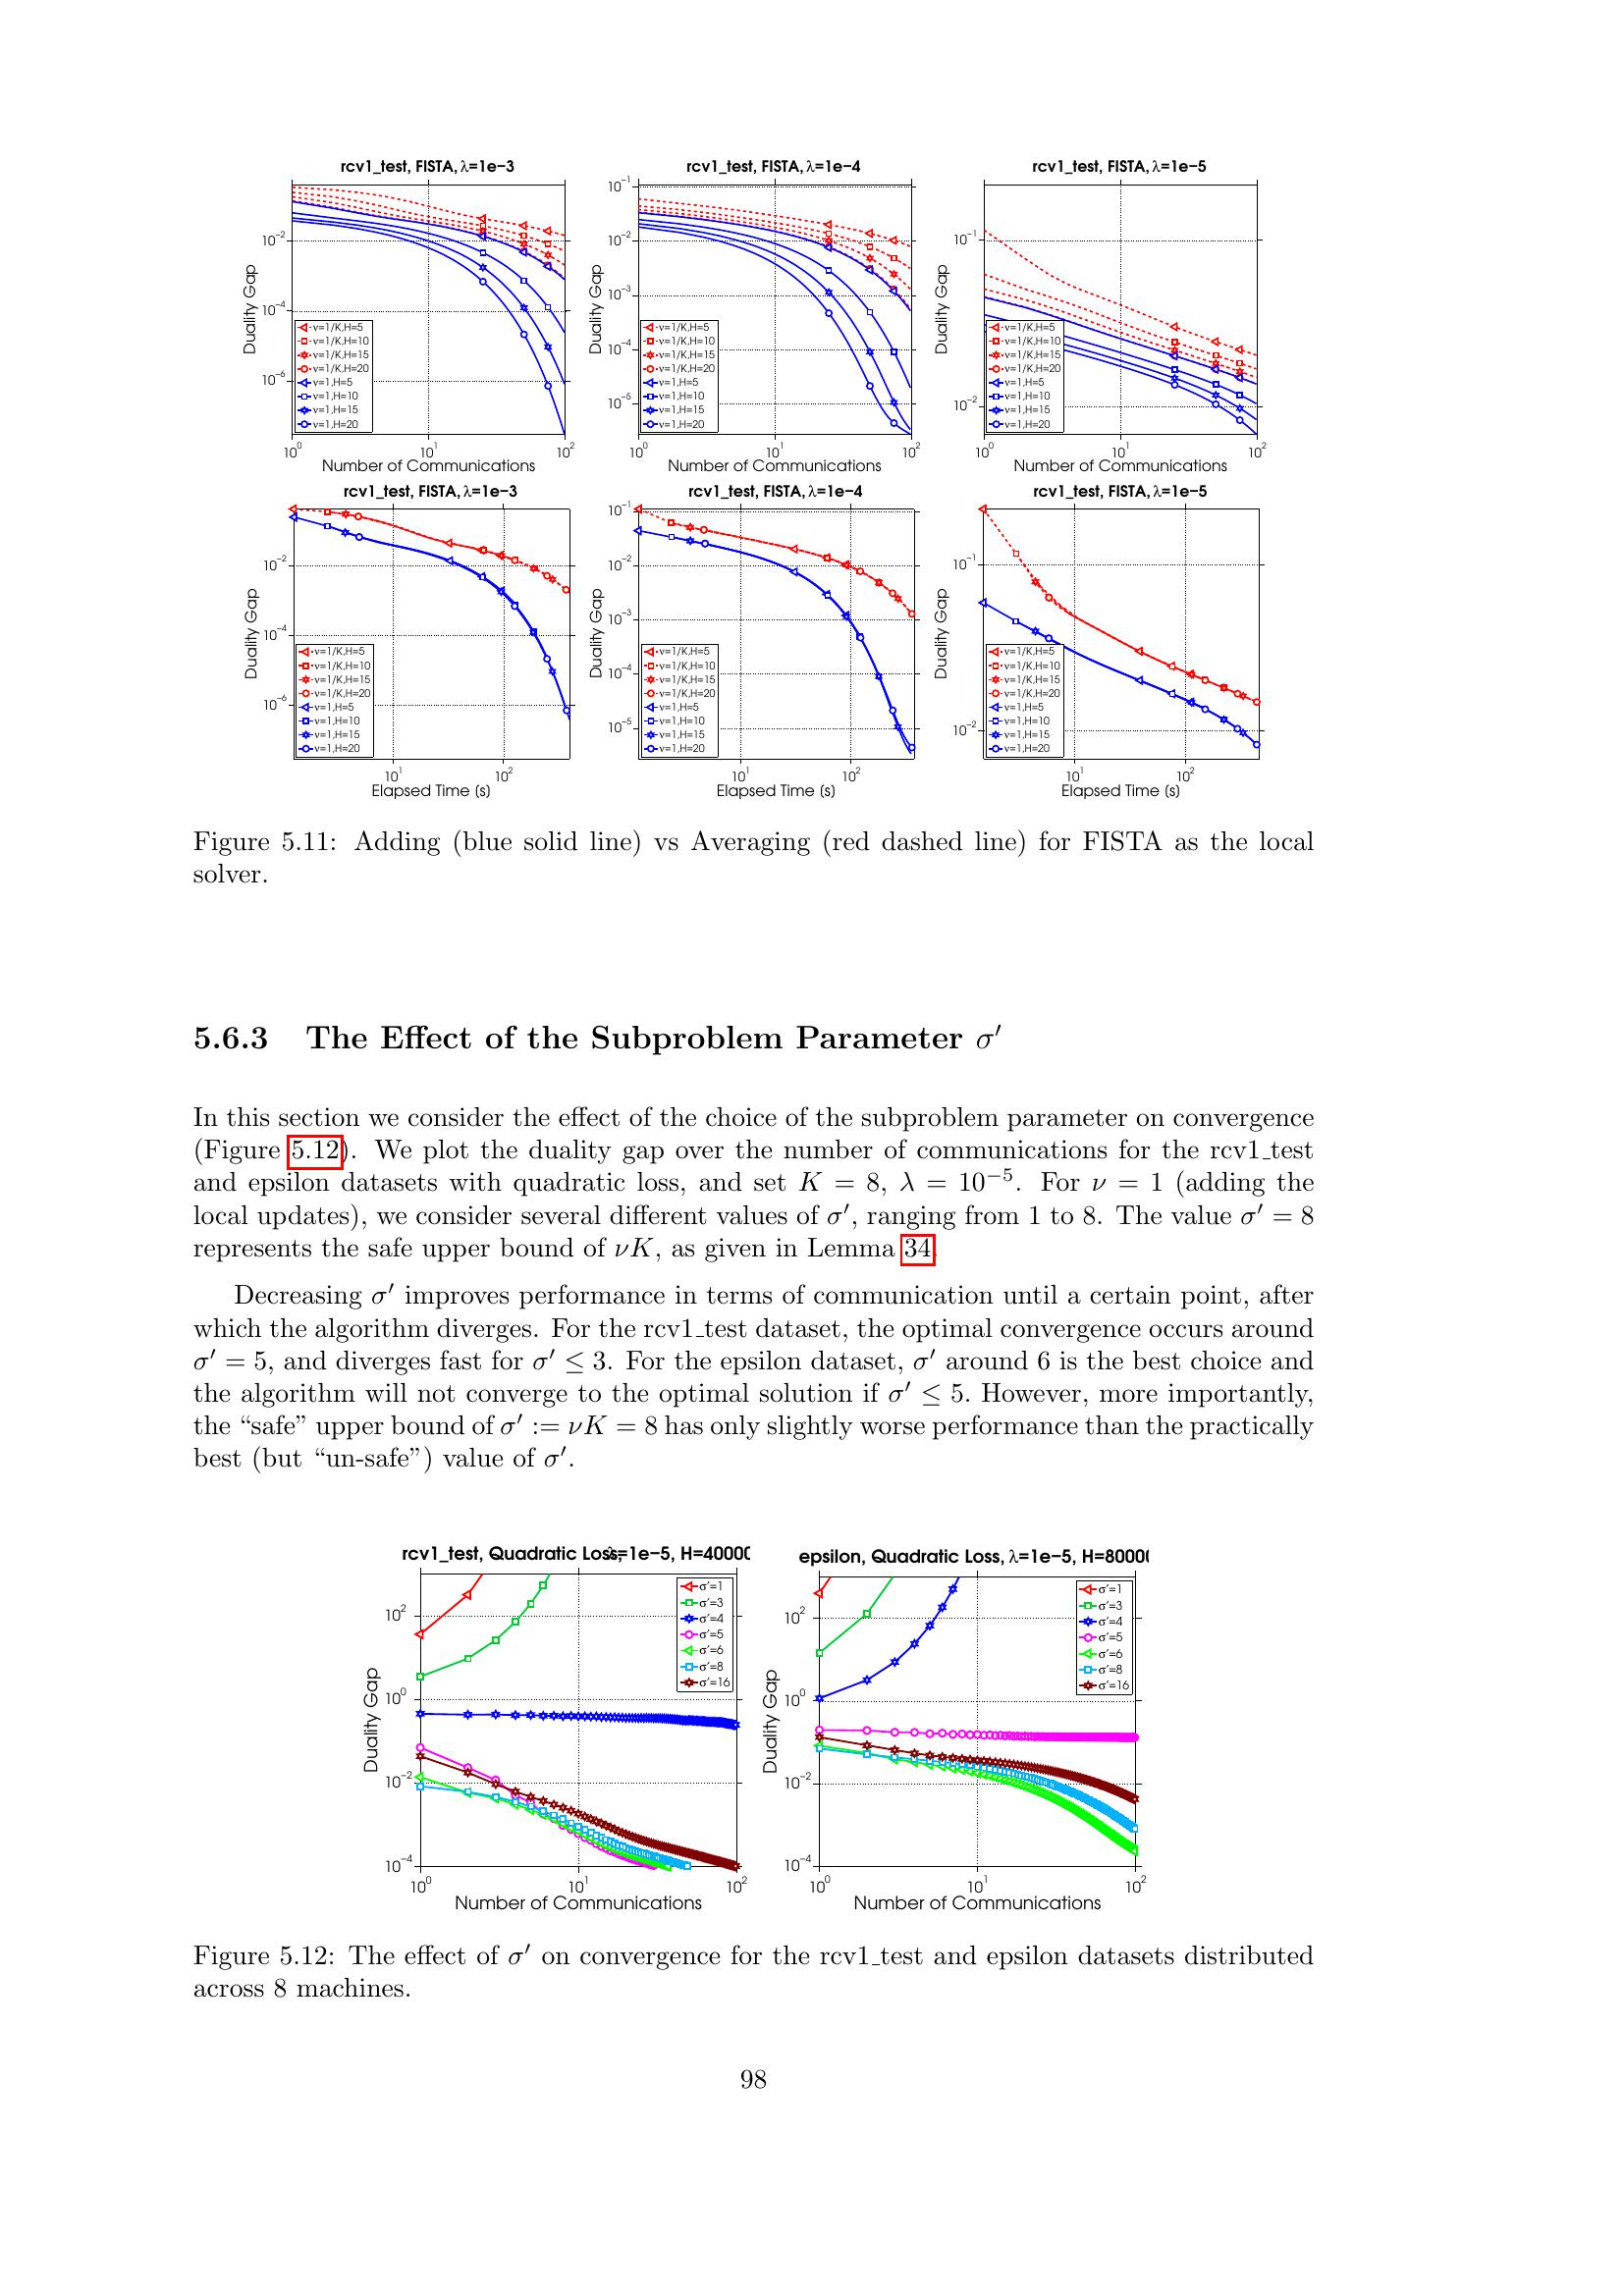 rcv1_test, FISTA, λ=1e−3
rcv1_test, FISTA, λ=1e−4
rcv1_test, FISTA, λ=1e−5
Duality Gap
10−2
10−4
10−6
ν=1/K,H=5
ν=1/K,H=10
ν=1/K,H=15
ν=1/K,H=20
ν=1,H=5
ν=1,H=10
ν=1,H=15
ν=1,H=20
10^0 10^1 10^2
Number of Communications
Duality Gap
10−1
10−2
10−3
10−4
10−5
ν=1/K,H=5
ν=1/K,H=10
ν=1/K,H=15
ν=1/K,H=20
ν=1,H=5
ν=1,H=10
ν=1,H=15
ν=1,H=20
10^0 10^1 10^2
Number of Communications
Duality Gap
10−1
10−2
ν=1/K,H=5
ν=1/K,H=10
ν=1/K,H=15
ν=1/K,H=20
ν=1,H=5
ν=1,H=10
ν=1,H=15
ν=1,H=20
10^0 10^1 10^2
Number of Communications
rcv1_test, FISTA, λ=1e−3
rcv1_test, FISTA, λ=1e−4
rcv1_test, FISTA, λ=1e−5
Duality Gap
10−2
10−4
10−6
ν=1/K,H=5
ν=1/K,H=10
ν=1/K,H=15
ν=1/K,H=20
ν=1,H=5
ν=1,H=10
ν=1,H=15
ν=1,H=20
10^1 10^2
Elapsed Time (s)
Duality Gap
10−1
10−2
10−3
10−4
10−5
ν=1/K,H=5
ν=1/K,H=10
ν=1/K,H=15
ν=1/K,H=20
ν=1,H=5
ν=1,H=10
ν=1,H=15
ν=1,H=20
10^1 10^2
Elapsed Time (s)
Duality Gap
10−1
10−2
ν=1/K,H=5
ν=1/K,H=10
ν=1/K,H=15
ν=1/K,H=20
ν=1,H=5
ν=1,H=10
ν=1,H=15
ν=1,H=20
10^1 10^2
Elapsed Time (s)
Figure 5.11: Adding (blue solid line) vs Averaging (red dashed line) for FISTA as the local
solver.
5.6.3 The Effect of the Subproblem Parameter σ′
In this section we consider the effect of the choice of the subproblem parameter on convergence
(Figure 5.12). We plot the duality gap over the number of communications for the rcv1_test
and epsilon datasets with quadratic loss, and set K = 8, λ = 10−5. For ν = 1 (adding the
local updates), we consider several different values of σ′, ranging from 1 to 8. The value σ′ = 8
represents the safe upper bound of νK, as given in Lemma 34.
Decreasing σ′ improves performance in terms of communication until a certain point, after
which the algorithm diverges. For the rcv1_test dataset, the optimal convergence occurs around
σ′ = 5, and diverges fast for σ′ ≤ 3. For the epsilon dataset, σ′ around 6 is the best choice and
the algorithm will not converge to the optimal solution if σ′ ≤ 5. However, more importantly,
the “safe” upper bound of σ′ := νK = 8 has only slightly worse performance than the practically
best (but “un-safe”) value of σ′.
rcv1_test, Quadratic Loss, λ=1e−5, H=40000
Duality Gap
10^2
10^0
10−2
10−4
σ′=1
σ′=3
σ′=4
σ′=5
σ′=6
σ′=8
σ′=16
10^0 10^1 10^2
Number of Communications
epsilon, Quadratic Loss, λ=1e−5, H=80000
Duality Gap
10^2
10^0
10−2
10−4
σ′=1
σ′=3
σ′=4
σ′=5
σ′=6
σ′=8
σ′=16
10^0 10^1 10^2
Number of Communications
Figure 5.12: The effect of σ′ on convergence for the rcv1_test and epsilon datasets distributed
across 8 machines.
98